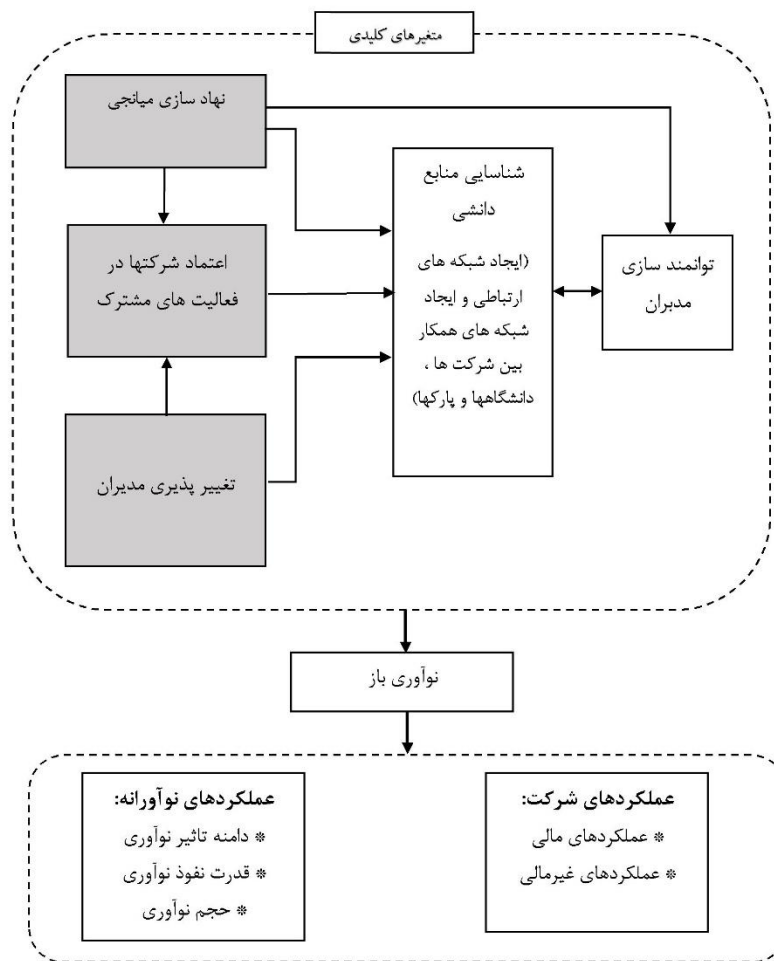 متغیرهای کلیدی
نهاد سازی میانجی
اعتماد شرکتها در
فعالیت های مشترک
تغییر پذیری مدیران
شناسایی منابع
دانشی
(ایجاد شبکه های
ارتباطی و ایجاد
شبکه های همکار
بین شرکت ها ،
دانشگاهها و پارکها)
توانمند سازی
مدبران
نوآوری باز
عملکردهای شرکت:
* عملکردهای مالی
* عملکردهای غیرمالی
عملکردهای نوآورانه:
* دامنه تاثیر نوآوری
* قدرت نفوذ نوآوری
* حجم نوآوری